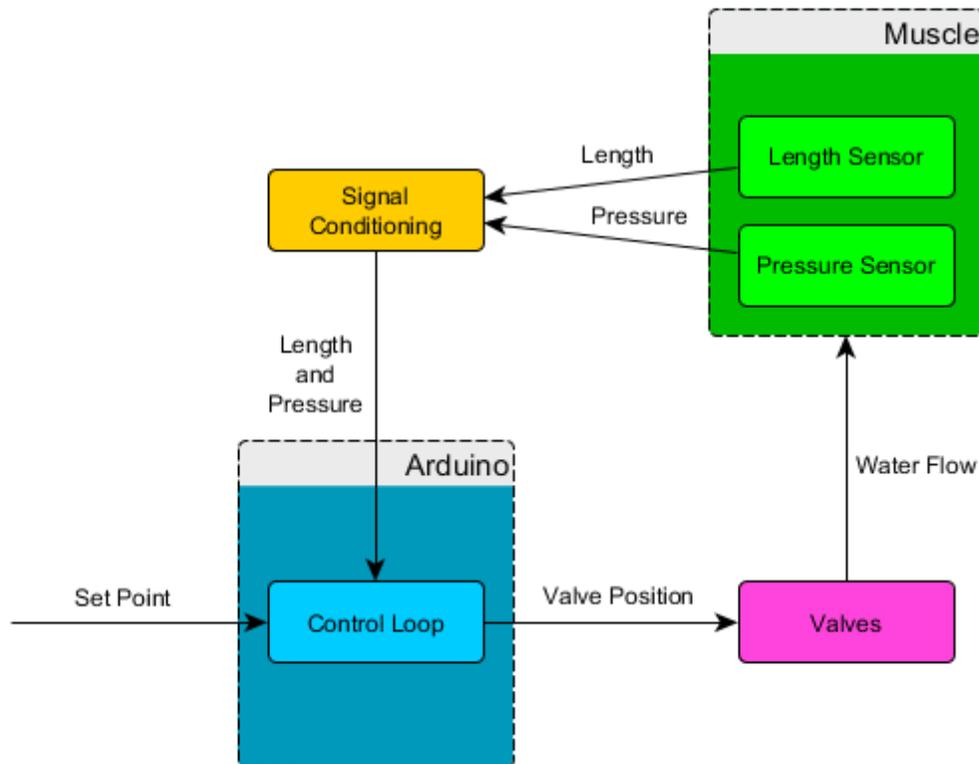 Muscle
Length Sensor
Length
Signal
Conditioning
Pressure
Pressure Sensor
Length
and
Pressure
Arduino
Water Flow
Set Point
Control Loop
Valve Position
Valves